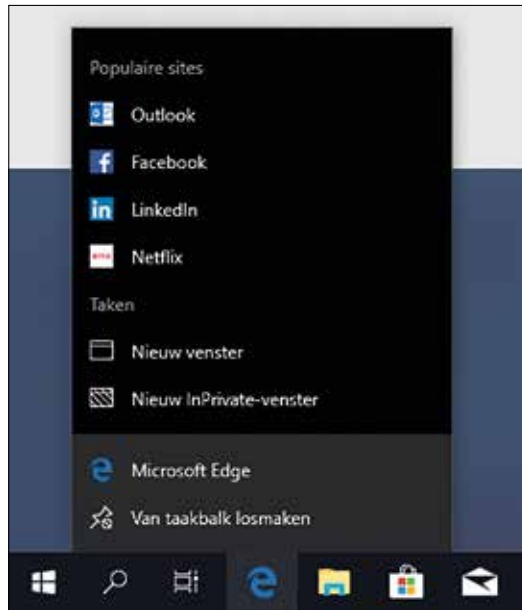 Populaire sites
Outlook
Facebook
LinkedIn
Netflix
Taken
Nieuw venster
Nieuw InPrivate-venster
Microsoft Edge
Van taakbalk losmaken